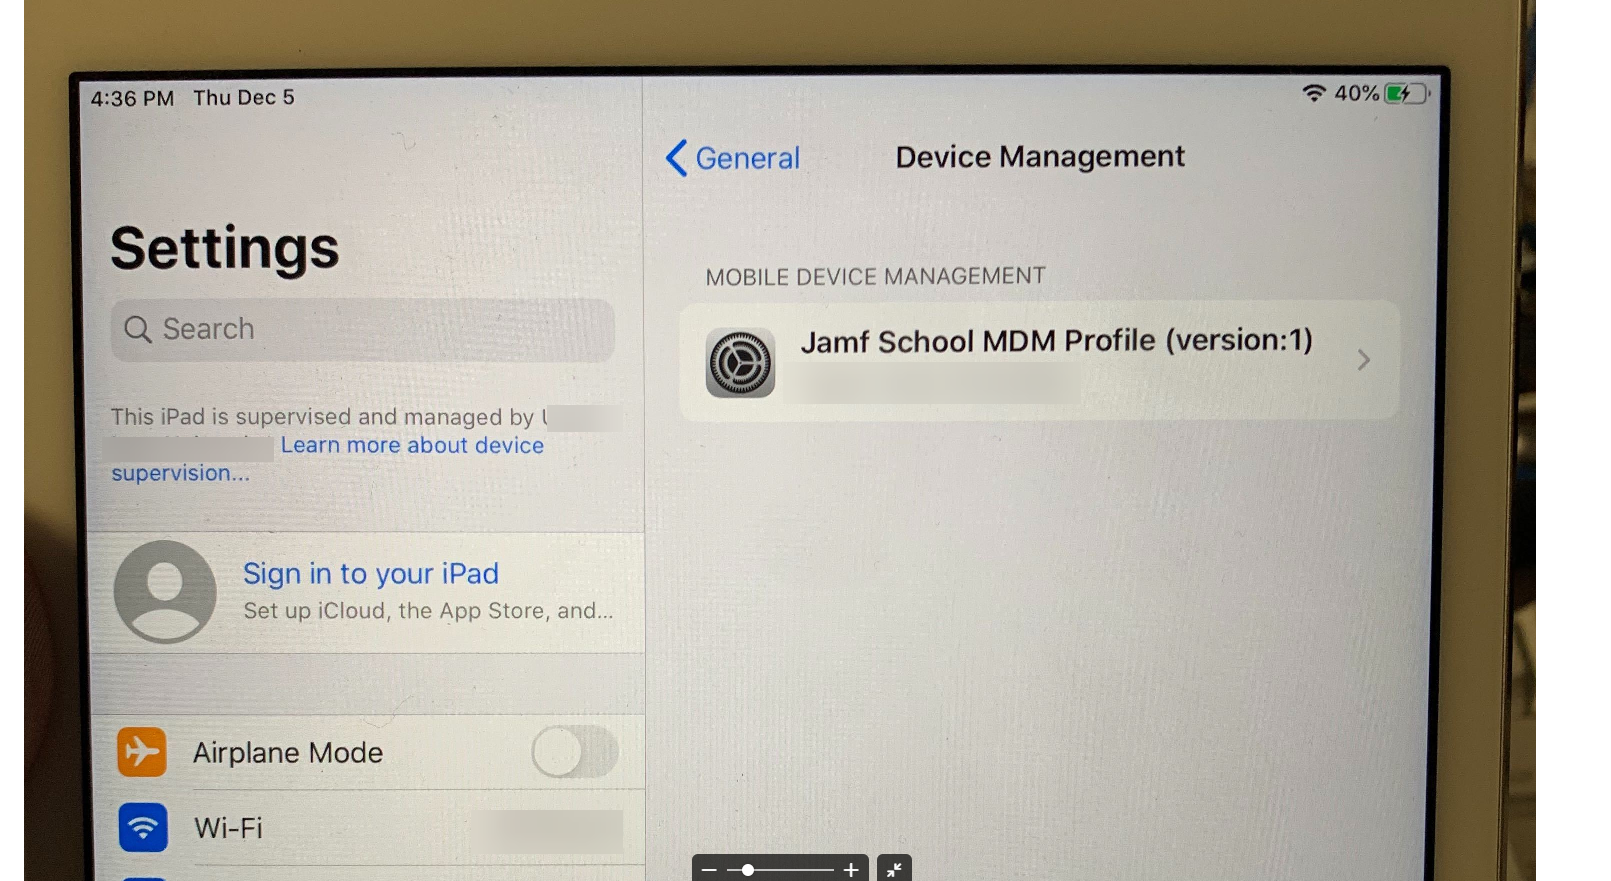 4:36 PM Thu Dec 5
40%
Settings
Search
This iPad is supervised and managed by
Learn more about device
supervision...
Sign in to your iPad
Set up iCloud, the App Store, and...
Airplane Mode
Wi-Fi
General
Device Management
MOBILE DEVICE MANAGEMENT
Jamf School MDM Profile (version:1)